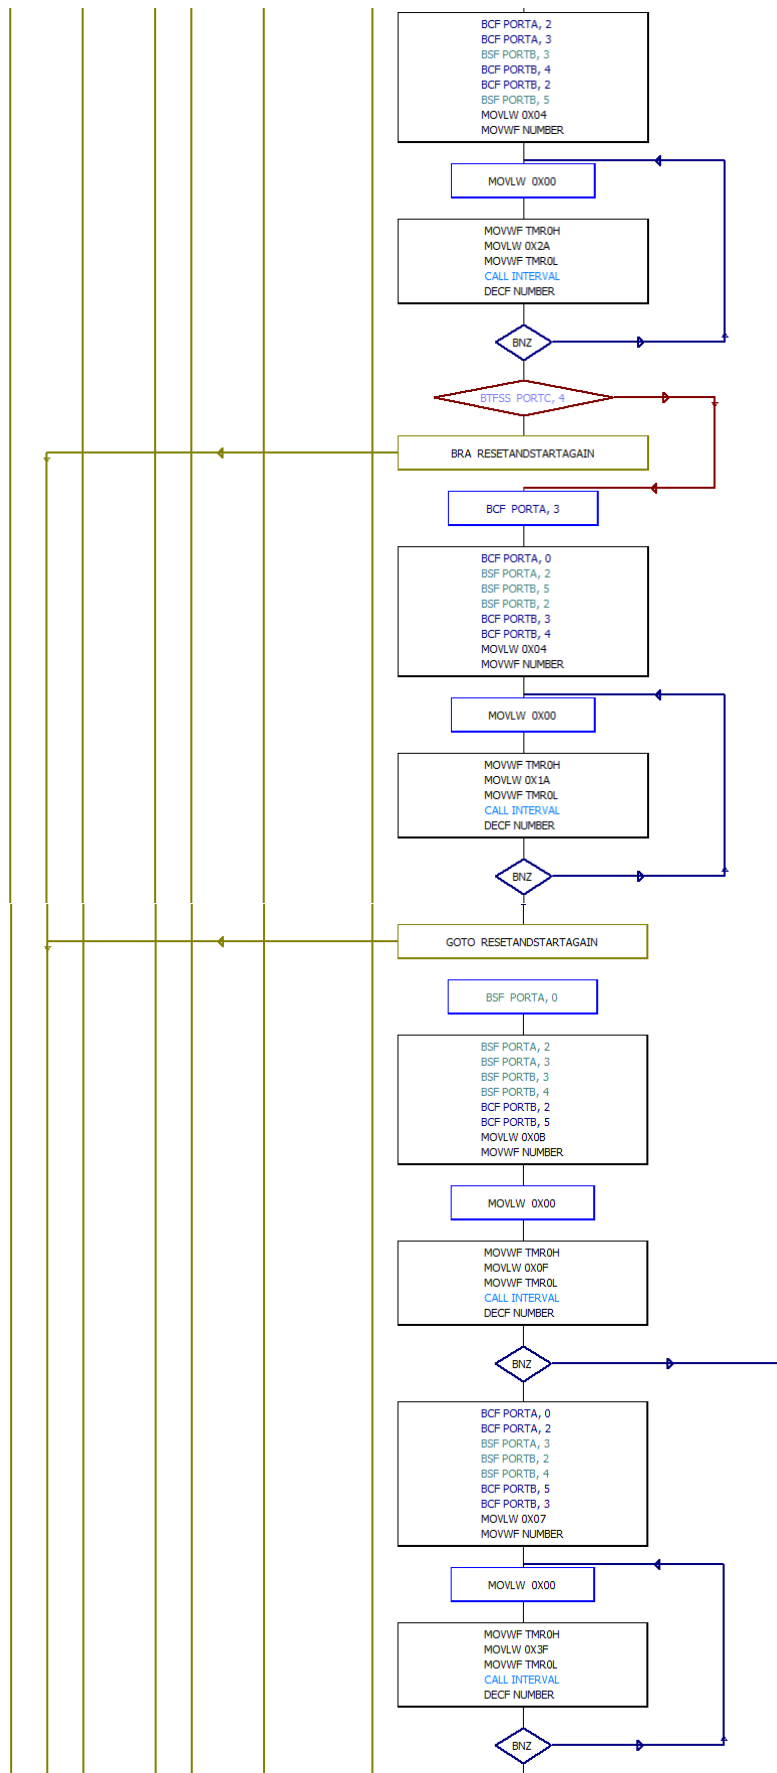 BCF PORTA, 2
BCF PORTA, 3
BSF PORTB, 3
BCF PORTB, 4
BCF PORTB, 2
BSF PORTB, 5
MOVLW 0X04
MOVWF NUMBER
MOVLW 0X00
MOVWF TMR0H
MOVLW 0X2A
MOVWF TMR0L
CALL INTERVAL
DECF NUMBER
BNZ
BTFSS PORTC, 4
BRA RESETANDSTARTAGAIN
BCF PORTA, 3
BCF PORTA, 0
BSF PORTA, 2
BSF PORTB, 5
BSF PORTB, 2
BCF PORTB, 3
BCF PORTB, 4
MOVLW 0X04
MOVWF NUMBER
MOVLW 0X00
MOVWF TMR0H
MOVLW 0X1A
MOVWF TMR0L
CALL INTERVAL
DECF NUMBER
BNZ
GOTO RESETANDSTARTAGAIN
BSF PORTA, 0
BSF PORTA, 2
BSF PORTA, 3
BSF PORTB, 3
BSF PORTB, 4
BCF PORTB, 2
BCF PORTB, 5
MOVLW 0X0B
MOVWF NUMBER
MOVLW 0X00
MOVWF TMR0H
MOVLW 0X0F
MOVWF TMR0L
CALL INTERVAL
DECF NUMBER
BNZ
BCF PORTA, 0
BCF PORTA, 2
BSF PORTA, 3
BSF PORTB, 2
BSF PORTB, 4
BCF PORTB, 5
BCF PORTB, 3
MOVLW 0X07
MOVWF NUMBER
MOVLW 0X00
MOVWF TMR0H
MOVLW 0X3F
MOVWF TMR0L
CALL INTERVAL
DECF NUMBER
BNZ